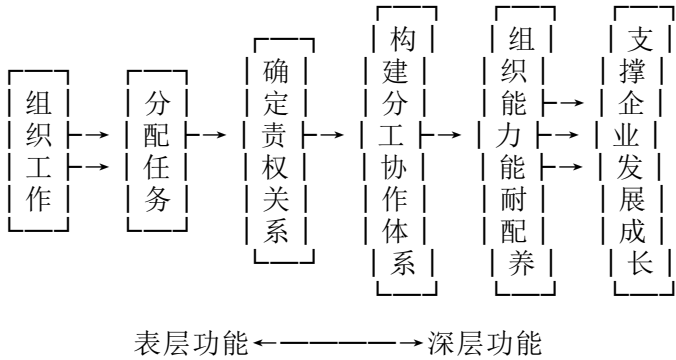 组织工作
分配任务
确定责权关系
构建分工协作体系
组织能力能耐配养
支撑企业发展成长
表层功能←————→深层功能